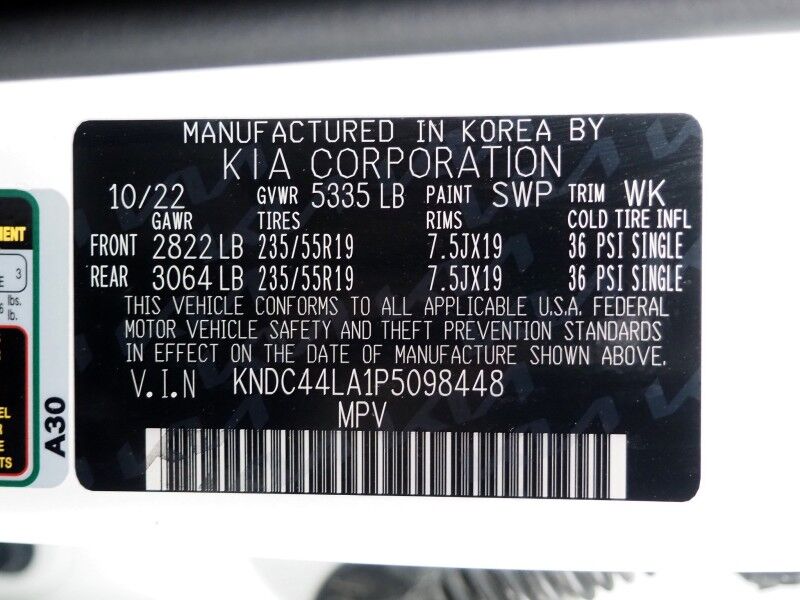 MANUFACTURED IN KOREA BY
KIA CORPORATION
10/22 GVWR 5335 LB PAINT SWP TRIM WK
GAWR TIRES RIMS COLD TIRE INFL
FRONT 2822 LB 235/55R19 7.5JX19 36 PSI SINGLE
REAR 3064 LB 235/55R19 7.5JX19 36 PSI SINGLE
THIS VEHICLE CONFORMS TO ALL APPLICABLE U.S.A. FEDERAL
MOTOR VEHICLE SAFETY AND THEFT PREVENTION STANDARDS
IN EFFECT ON THE DATE OF MANUFACTURE SHOWN ABOVE.
V.I.N KNDC44LA1P5098448
MPV
A30
3
lbs.
lb.